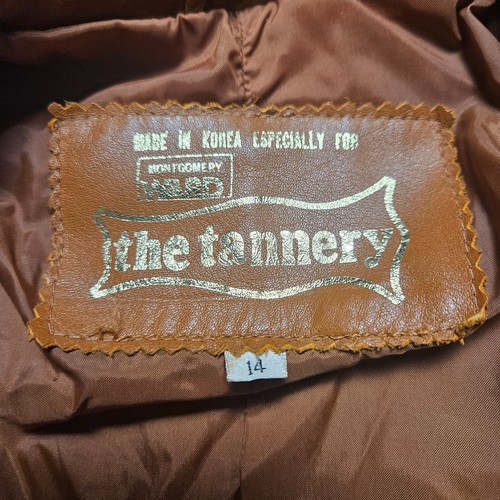 MADE IN KOREA ESPECIALLY FOR
MONTGOMERY
WARD
the tannery
14